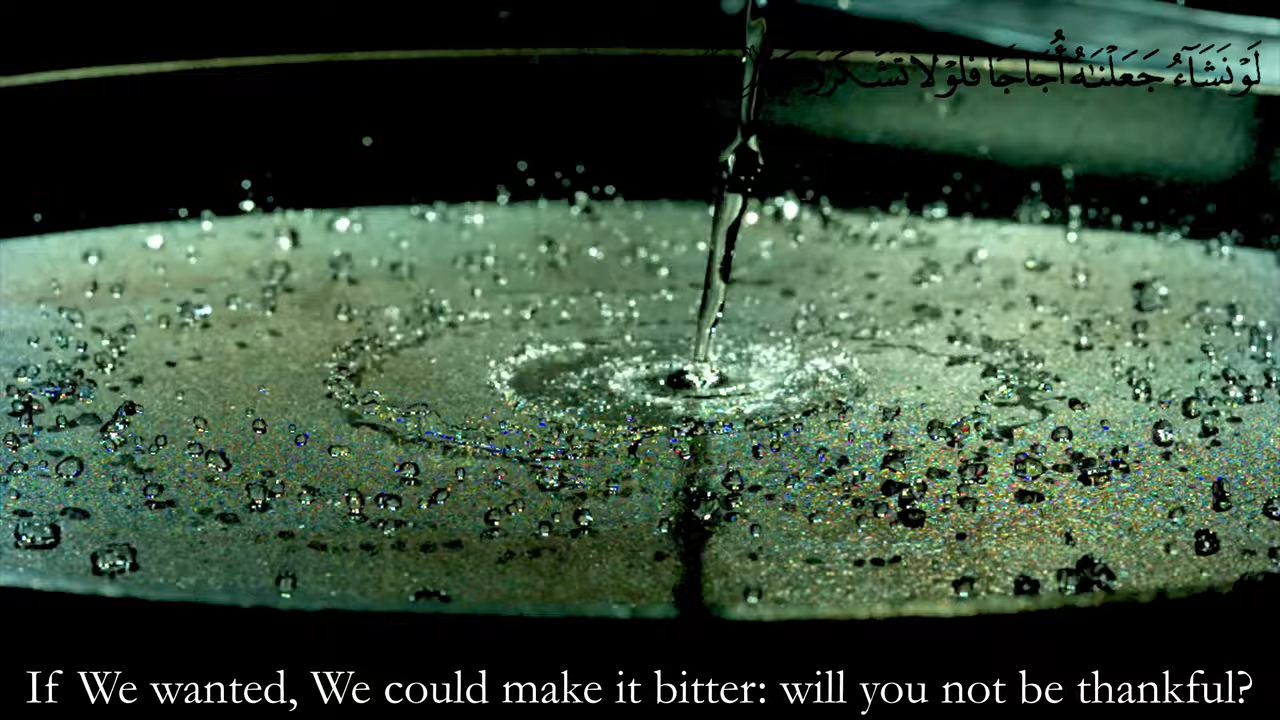 لَوْ نَشَآءُ جَعَلْنَٰهُ أُجَاجًا فَلَوْلَا تَشْكُرُ
If We wanted, We could make it bitter: will you not be thankful?